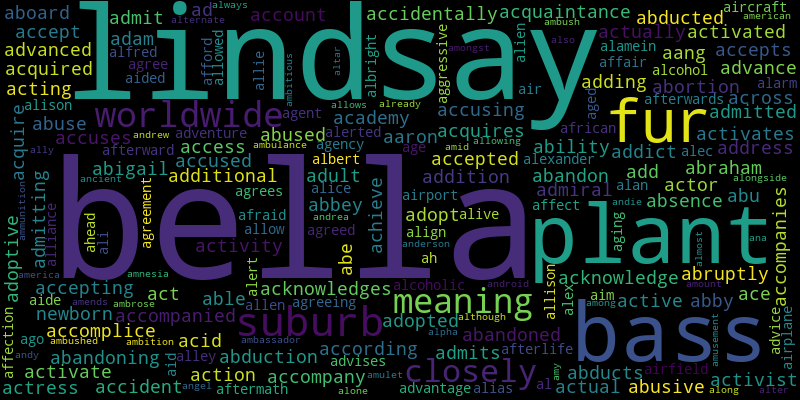 aboard admit ad always accidentally acquaintance abducted aircraft
alternate account ambush american
accept adam lindsay alien actually activated
advanced alfred allowed afford allie altar albright aggressive alamein aang accepts
acquired agree amongst also affair alcohol advance
acting aided ambitious air adding abortion alarm
alison worldwide agent allows already accusing aged fur afterwards across
abuse academy african admitted
acquire accuses andrew adventure abused alerted aaron acquires ability activates
ally afterward access ambulance agency age amid allowing addict alec address
abigail accused albert accepted alexander
ammunition admitting alliance ancient additional adult addition abandon add abraham alongside
bella agrees alice achieve airport admiral alan actor
agreement abbey adopt alive affect andie absence abu
adoptive ahead ali afraid andrea align aging plant almost ana accompanies
allow agreed anderson
activity abe ah
america amnesia alert acknowledges alcoholic android allison acknowledge abruptly
accepting act able allen agreeing meaning alex aim active amount abby ace
aide amends ambrose among
newborn accompanied although advice airplane
affection ago accomplice suburb adopted alpha abandoned bass amusement
ambushed ambition acid ambassador according
andy abandoning aid alley abduction advises admits afterlife
activate action accompany closely amy abducts airfield activist
actress accident angel aftermath amulet alone advantage alias al actual abusive along alter